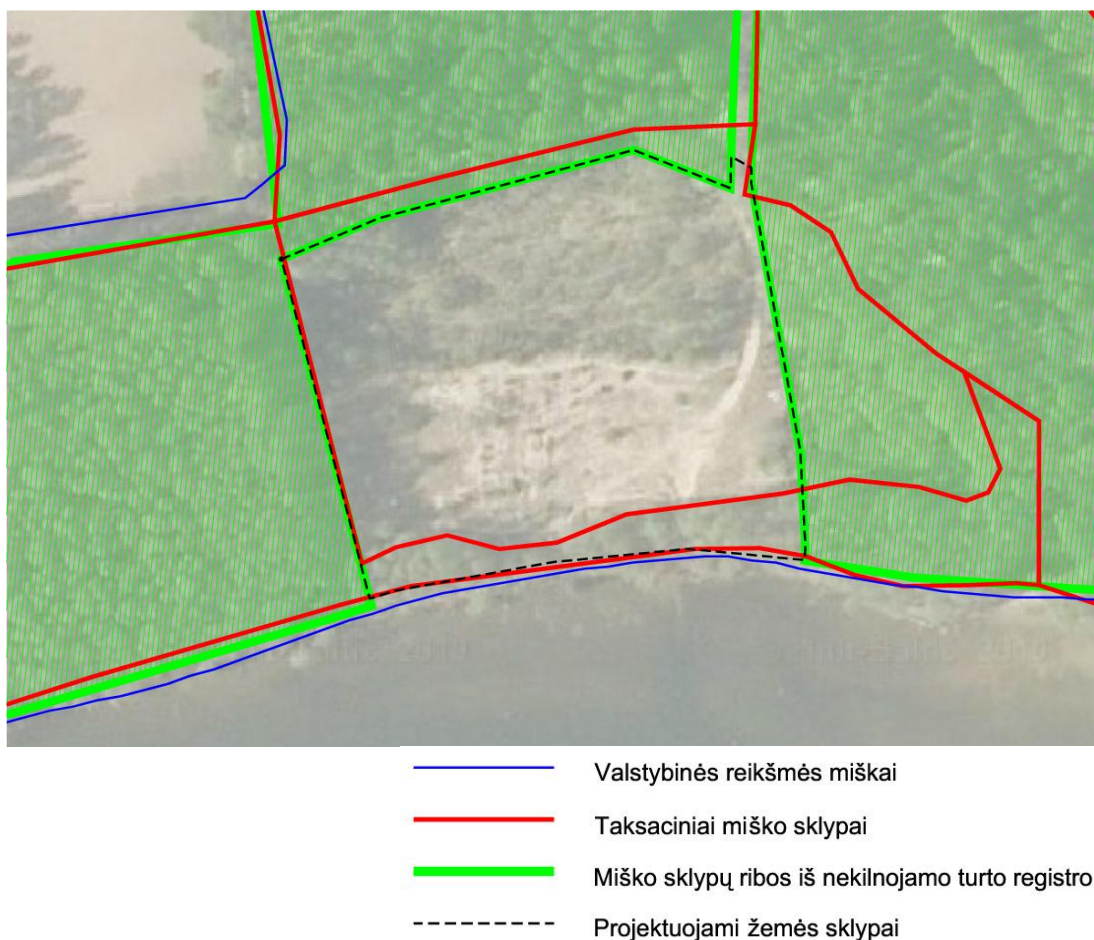 Valstybinės reikšmės miškai
Taksaciniai miško sklypai
Miško sklypų ribos iš nekilnojamo turto registro
Projektuojami žemės sklypai